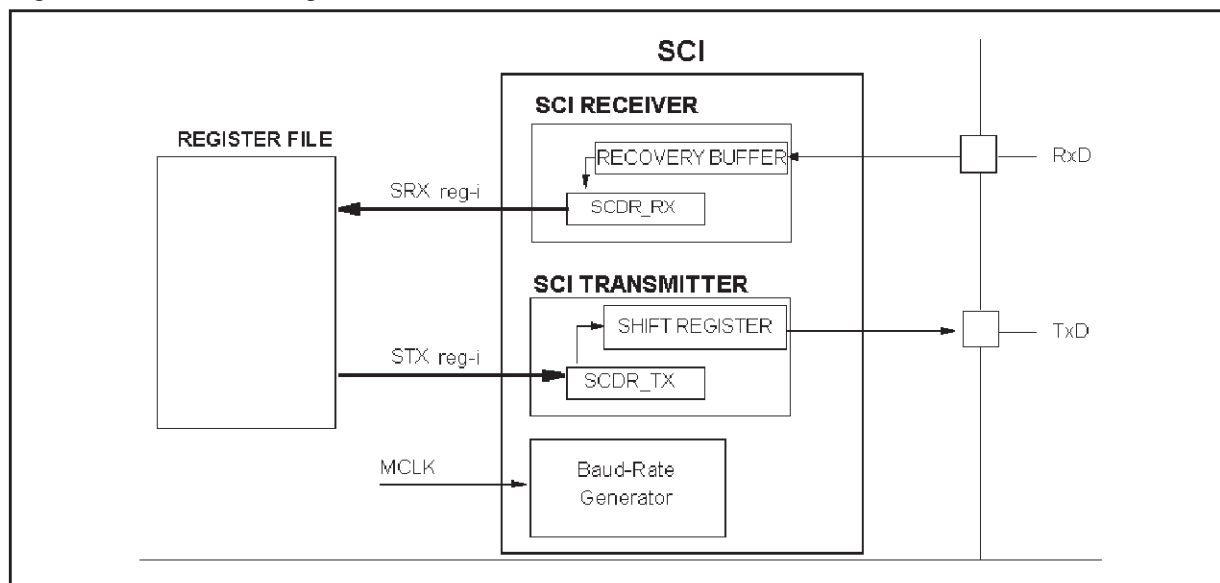 SCI
SCI RECEIVER
REGISTER FILE
RECOVERY BUFFER
RxD
SRX reg-i
SCDR_RX
SCI TRANSMITTER
SHIFT REGISTER
TxD
STX reg-i
SCDR_TX
MCLK
Baud-Rate
Generator